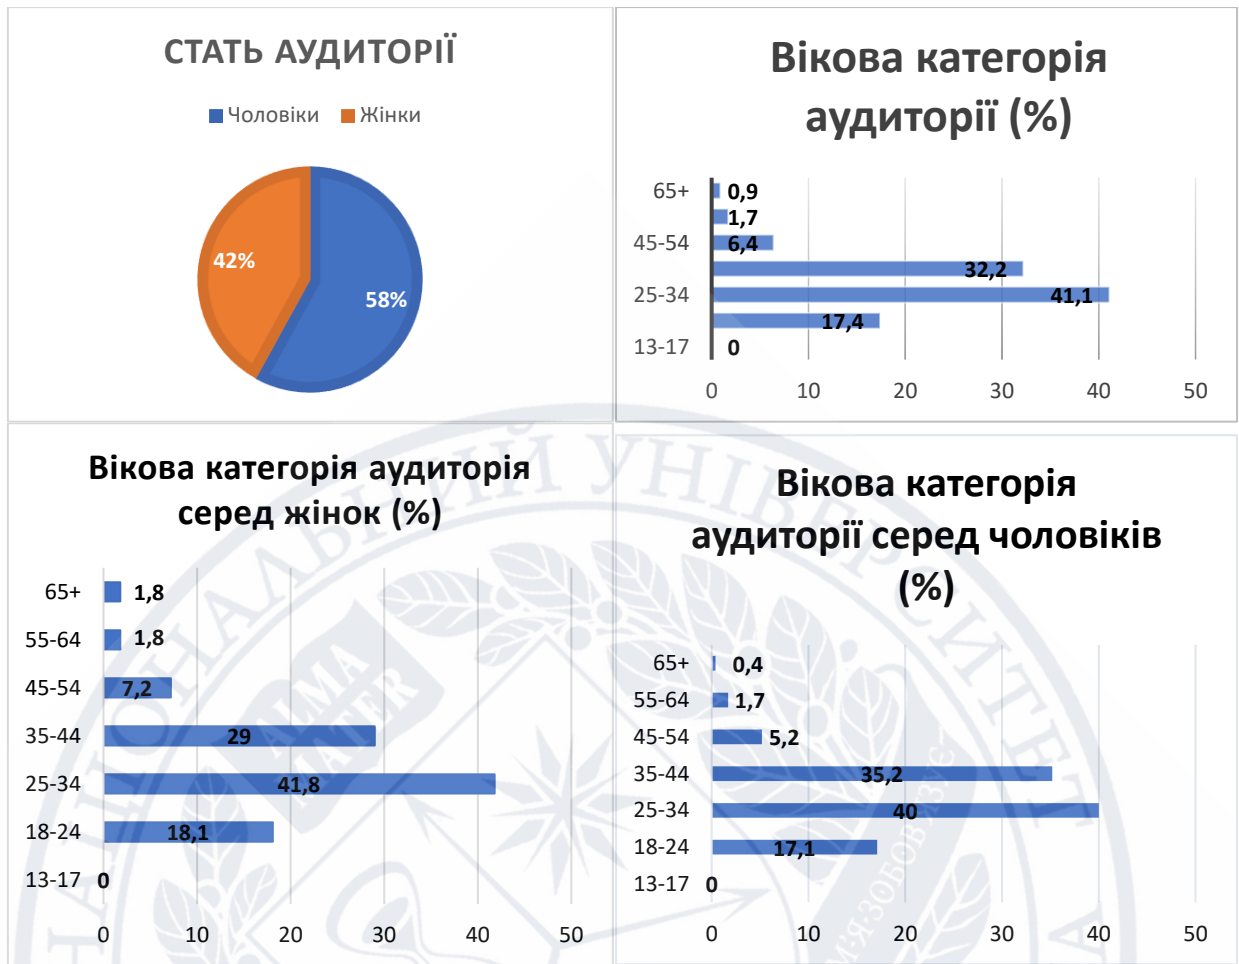 СТАТЬ АУДИТОРІЇ
Чоловіки Жінки
42%
58%
Вікова категорія
аудиторії (%)
65+ 0,9
1,7
45-54 6,4
32,2
25-34 41,1
17,4
13-17 0
0 10 20 30 40 50
Вікова категорія аудиторія
серед жінок (%)
65+ 1,8
55-64 1,8
45-54 7,2
35-44 29
25-34 41,8
18-24 18,1
13-17 0
0 10 20 30 40 50
Вікова категорія
аудиторії серед чоловіків
(%)
65+ 0,4
55-64 1,7
45-54 5,2
35-44 35,2
25-34 40
18-24 17,1
13-17 0
0 10 20 30 40 50
НАЦІОНАЛЬНИЙ УНІВЕРСИТЕТ
ALMA
MATER